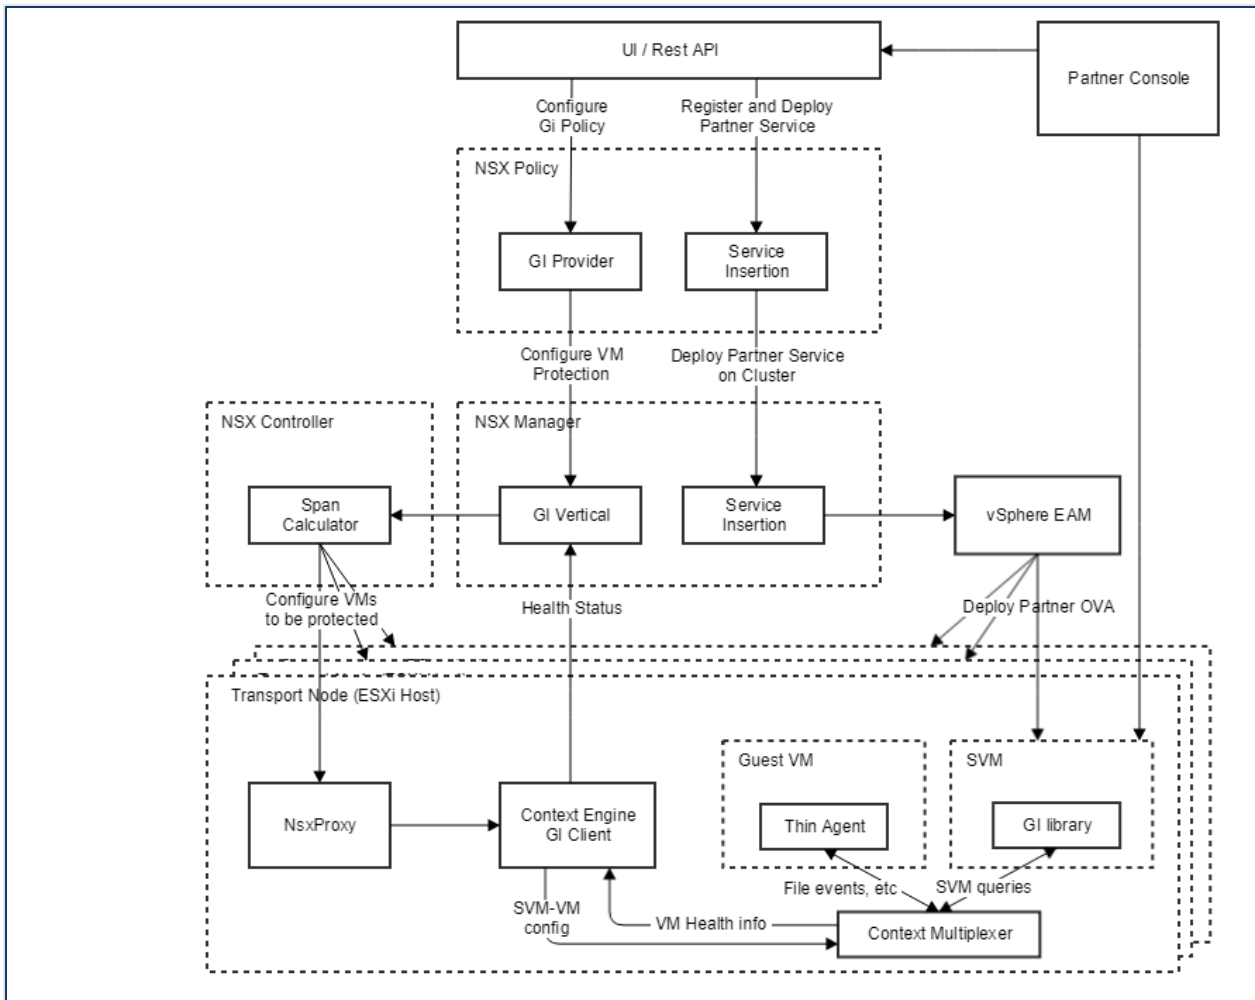 UI / Rest API
Partner Console
Configure
Gi Policy
Register and Deploy
Partner Service
NSX Policy
GI Provider
Service
Insertion
Configure VM
Protection
Deploy Partner Service
on Cluster
NSX Controller
NSX Manager
Span
Calculator
GI Vertical
Service
Insertion
vSphere EAM
Configure VMs
to be protected
Health Status
Deploy Partner OVA
Transport Node (ESXi Host)
Guest VM
SVM
NsxProxy
Context Engine
GI Client
Thin Agent
GI library
File events, etc
SVM queries
SVM-VM
config
VM Health info
Context Multiplexer